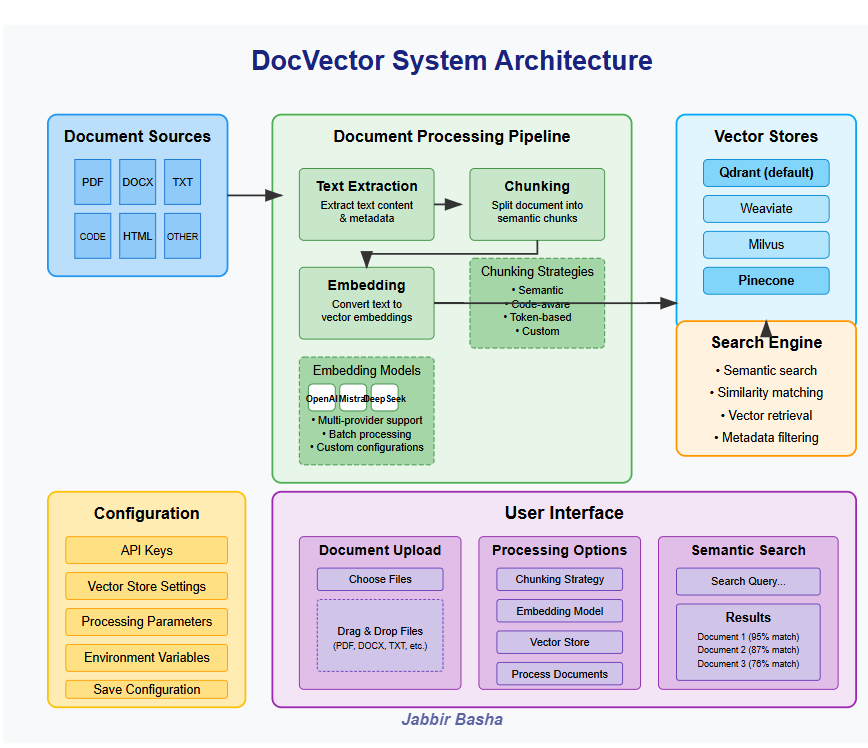 DocVector System Architecture
Document Sources
PDF
DOCX
TXT
CODE
HTML
OTHER
Document Processing Pipeline
Text Extraction
Extract text content
& metadata
Chunking
Split document into
semantic chunks
Embedding
Convert text to
vector embeddings
Chunking Strategies
• Semantic
• Code-aware
• Token-based
• Custom
Embedding Models
OpenAI
Mistral
DeepSeek
• Multi-provider support
• Batch processing
• Custom configurations
Vector Stores
Qdrant (default)
Weaviate
Milvus
Pinecone
Search Engine
• Semantic search
• Similarity matching
• Vector retrieval
• Metadata filtering
Configuration
API Keys
Vector Store Settings
Processing Parameters
Environment Variables
Save Configuration
User Interface
Document Upload
Choose Files
Drag & Drop Files
(PDF, DOCX, TXT, etc.)
Processing Options
Chunking Strategy
Embedding Model
Vector Store
Process Documents
Semantic Search
Search Query...
Results
Document 1 (95% match)
Document 2 (87% match)
Document 3 (76% match)
Jabbir Basha